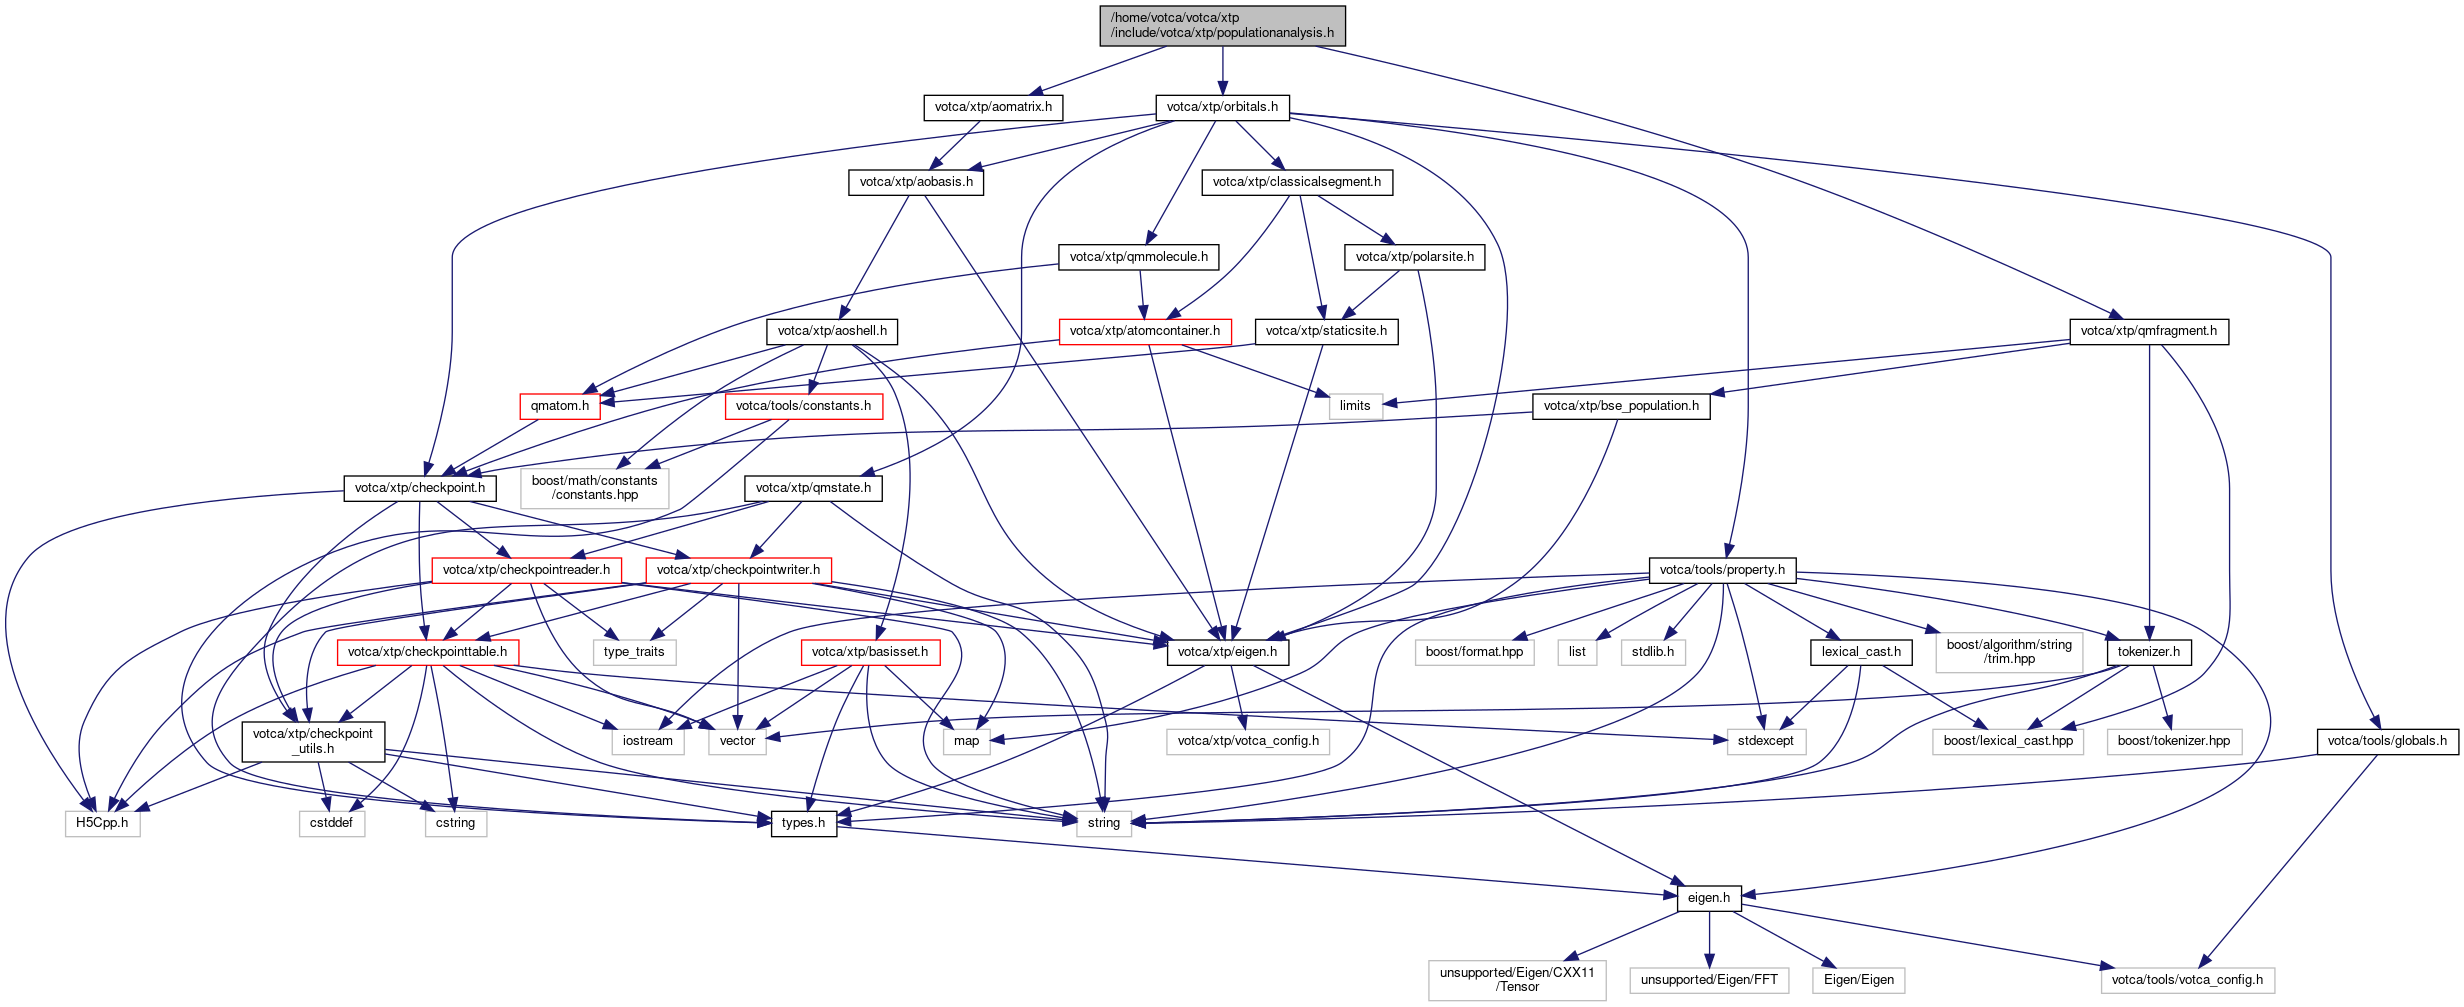 /home/votca/votca/xtp
/include/votca/xtp/populationanalysis.h
votca/xtp/aomatrix.h
votca/xtp/orbitals.h
votca/xtp/aobasis.h
votca/xtp/classicalsegment.h
votca/xtp/qmmolecule.h
votca/xtp/polarsite.h
votca/xtp/aoshell.h
votca/xtp/atomcontainer.h
votca/xtp/staticsite.h
votca/xtp/qmfragment.h
qmatom.h
votca/tools/constants.h
limits
votca/xtp/bse_population.h
votca/xtp/checkpoint.h
boost/math/constants
/constants.hpp
votca/xtp/qmstate.h
votca/xtp/checkpointreader.h
votca/xtp/checkpointwriter.h
votca/tools/property.h
votca/xtp/checkpointtable.h
type_traits
votca/xtp/basisset.h
votca/xtp/eigen.h
boost/format.hpp
list
stdlib.h
lexical_cast.h
boost/algorithm/string
/trim.hpp
tokenizer.h
votca/xtp/checkpoint
_utils.h
iostream
vector
map
votca/xtp/votca_config.h
stdexcept
boost/lexical_cast.hpp
boost/tokenizer.hpp
votca/tools/globals.h
H5Cpp.h
cstddef
cstring
types.h
string
eigen.h
unsupported/Eigen/CXX11
/Tensor
unsupported/Eigen/FFT
Eigen/Eigen
votca/tools/votca_config.h